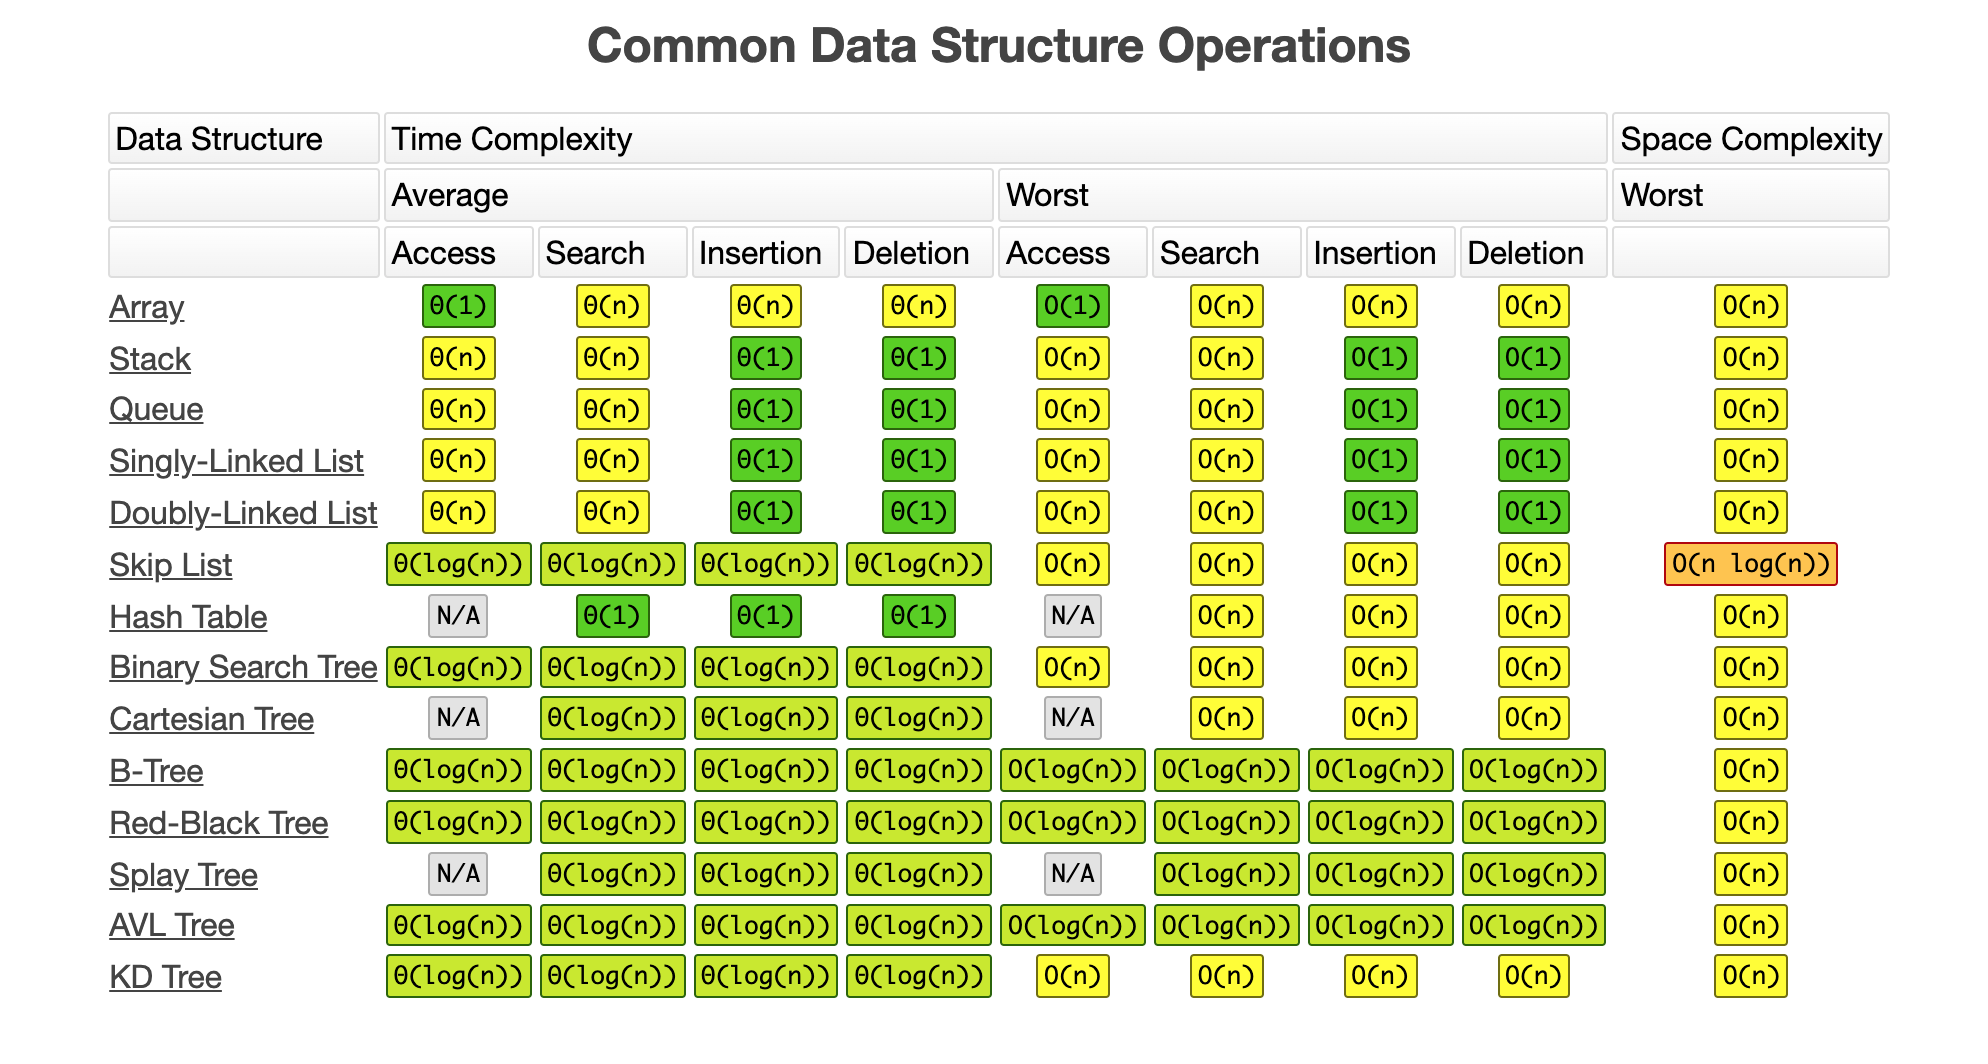 Common Data Structure Operations
Data Structure Time Complexity Space Complexity
Average Worst Worst
Access Search Insertion Deletion Access Search Insertion Deletion
Array Θ(1) Θ(n) Θ(n) Θ(n) O(1) O(n) O(n) O(n) O(n)
Stack Θ(n) Θ(n) Θ(1) Θ(1) O(n) O(n) O(1) O(1) O(n)
Queue Θ(n) Θ(n) Θ(1) Θ(1) O(n) O(n) O(1) O(1) O(n)
Singly-Linked List Θ(n) Θ(n) Θ(1) Θ(1) O(n) O(n) O(1) O(1) O(n)
Doubly-Linked List Θ(n) Θ(n) Θ(1) Θ(1) O(n) O(n) O(1) O(1) O(n)
Skip List Θ(log(n)) Θ(log(n)) Θ(log(n)) Θ(log(n)) O(n) O(n) O(n) O(n) O(n log(n))
Hash Table N/A Θ(1) Θ(1) Θ(1) N/A O(n) O(n) O(n) O(n)
Binary Search Tree Θ(log(n)) Θ(log(n)) Θ(log(n)) Θ(log(n)) O(n) O(n) O(n) O(n) O(n)
Cartesian Tree N/A Θ(log(n)) Θ(log(n)) Θ(log(n)) N/A O(n) O(n) O(n) O(n)
B-Tree Θ(log(n)) Θ(log(n)) Θ(log(n)) Θ(log(n)) O(log(n)) O(log(n)) O(log(n)) O(log(n)) O(n)
Red-Black Tree Θ(log(n)) Θ(log(n)) Θ(log(n)) Θ(log(n)) O(log(n)) O(log(n)) O(log(n)) O(log(n)) O(n)
Splay Tree N/A Θ(log(n)) Θ(log(n)) Θ(log(n)) N/A O(log(n)) O(log(n)) O(log(n)) O(n)
AVL Tree Θ(log(n)) Θ(log(n)) Θ(log(n)) Θ(log(n)) O(log(n)) O(log(n)) O(log(n)) O(log(n)) O(n)
KD Tree Θ(log(n)) Θ(log(n)) Θ(log(n)) Θ(log(n)) O(n) O(n) O(n) O(n) O(n)